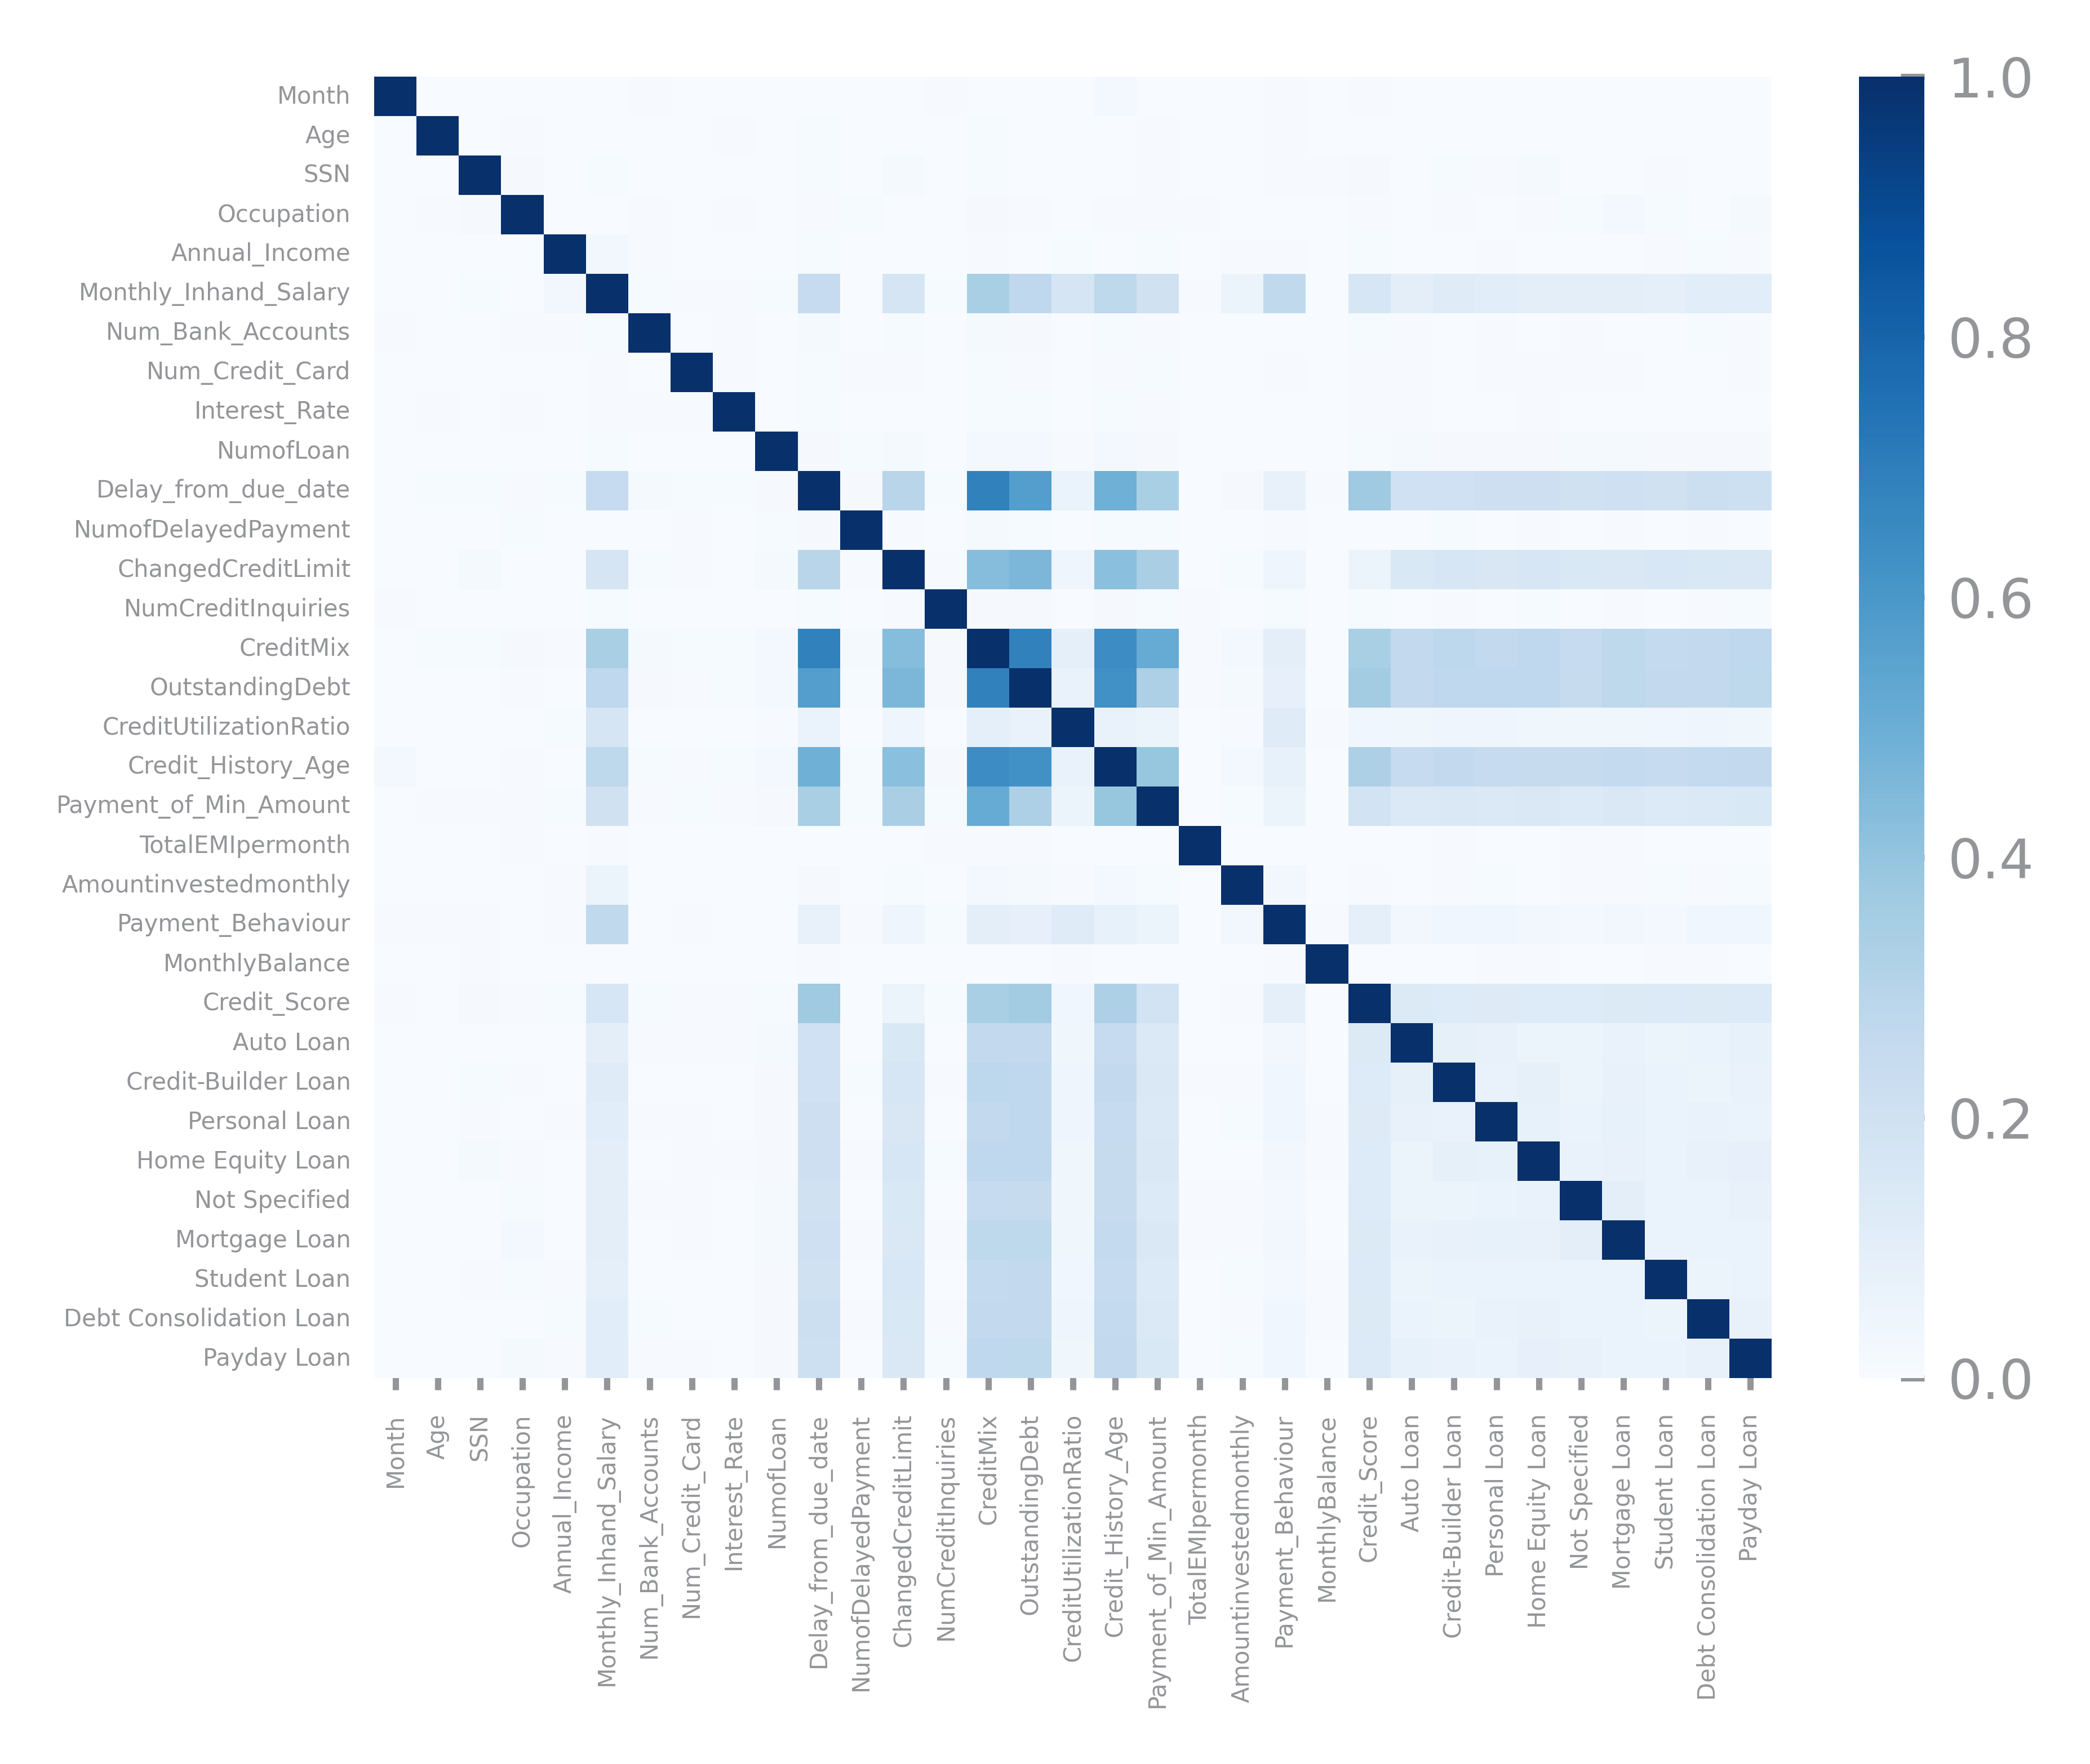 Month
Age
SSN
Occupation
Annual_Income
Monthly_Inhand_Salary
Num_Bank_Accounts
Num_Credit_Card
Interest_Rate
NumofLoan
Delay_from_due_date
NumofDelayedPayment
ChangedCreditLimit
NumCreditInquiries
CreditMix
OutstandingDebt
CreditUtilizationRatio
Credit_History_Age
Payment_of_Min_Amount
TotalEMIpermonth
Amountinvestedmonthly
Payment_Behaviour
MonthlyBalance
Credit_Score
Auto Loan
Credit-Builder Loan
Personal Loan
Home Equity Loan
Not Specified
Mortgage Loan
Student Loan
Debt Consolidation Loan
Payday Loan
Month
Age
SSN
Occupation
Annual_Income
Monthly_Inhand_Salary
Num_Bank_Accounts
Num_Credit_Card
Interest_Rate
NumofLoan
Delay_from_due_date
NumofDelayedPayment
ChangedCreditLimit
NumCreditInquiries
CreditMix
OutstandingDebt
CreditUtilizationRatio
Credit_History_Age
Payment_of_Min_Amount
TotalEMIpermonth
Amountinvestedmonthly
Payment_Behaviour
MonthlyBalance
Credit_Score
Auto Loan
Credit-Builder Loan
Personal Loan
Home Equity Loan
Not Specified
Mortgage Loan
Student Loan
Debt Consolidation Loan
Payday Loan
1.0
0.8
0.6
0.4
0.2
0.0